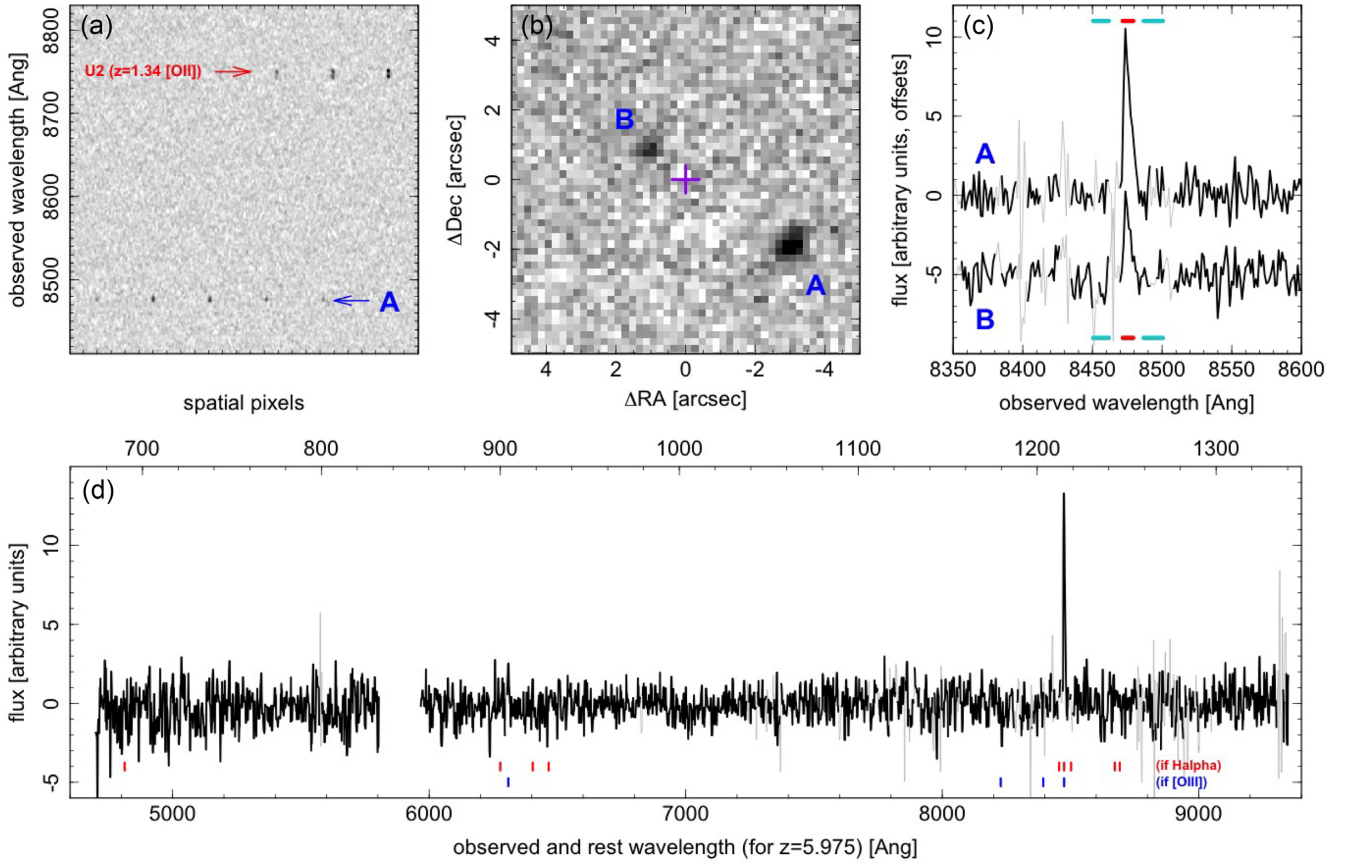 (a)
8800
8700
8600
8500
observed wavelength [Ang]
U2 (z=1.34 [OII])
A
spatial pixels
(b)
4
2
0
-2
-4
ΔDec [arcsec]
B
A
4 2 0 -2 -4
ΔRA [arcsec]
(c)
10
5
0
-5
flux [arbitrary units, offsets]
A
B
8350 8400 8450 8500 8550 8600
observed wavelength [Ang]
700 800 900 1000 1100 1200 1300
(d)
10
5
0
-5
flux [arbitrary units]
(if Halpha)
(if [OIII])
5000 6000 7000 8000 9000
observed and rest wavelength (for z=5.975) [Ang]